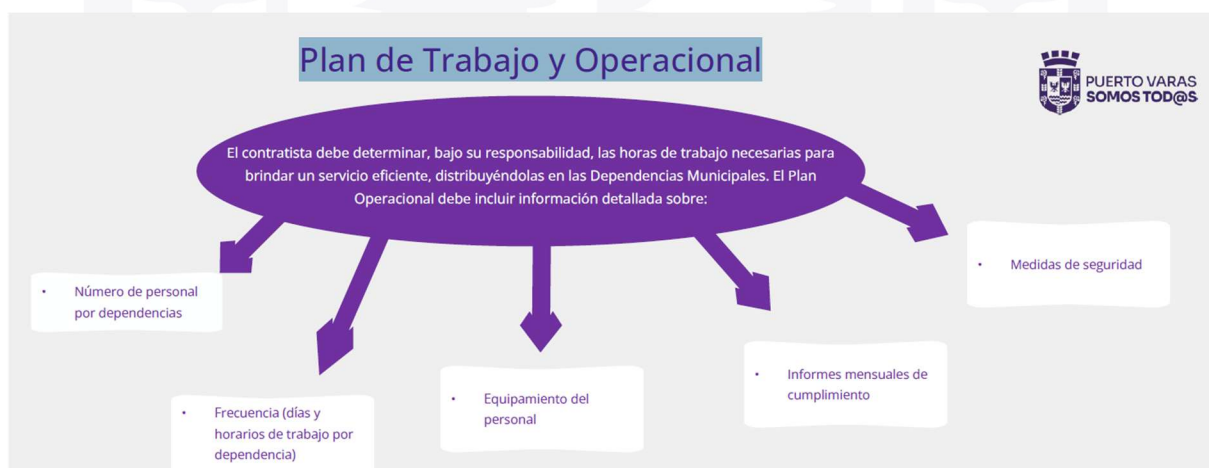 Plan de Trabajo y Operacional
PUERTO VARAS
SOMOS TOD@S
El contratista debe determinar, bajo su responsabilidad, las horas de trabajo necesarias para
brindar un servicio eficiente, distribuyéndolas en las Dependencias Municipales. El Plan
Operacional debe incluir información detallada sobre:
• Número de personal
por dependencias
• Frecuencia (días y
horarios de trabajo por
dependencia)
• Equipamiento del
personal
• Informes mensuales de
cumplimiento
• Medidas de seguridad